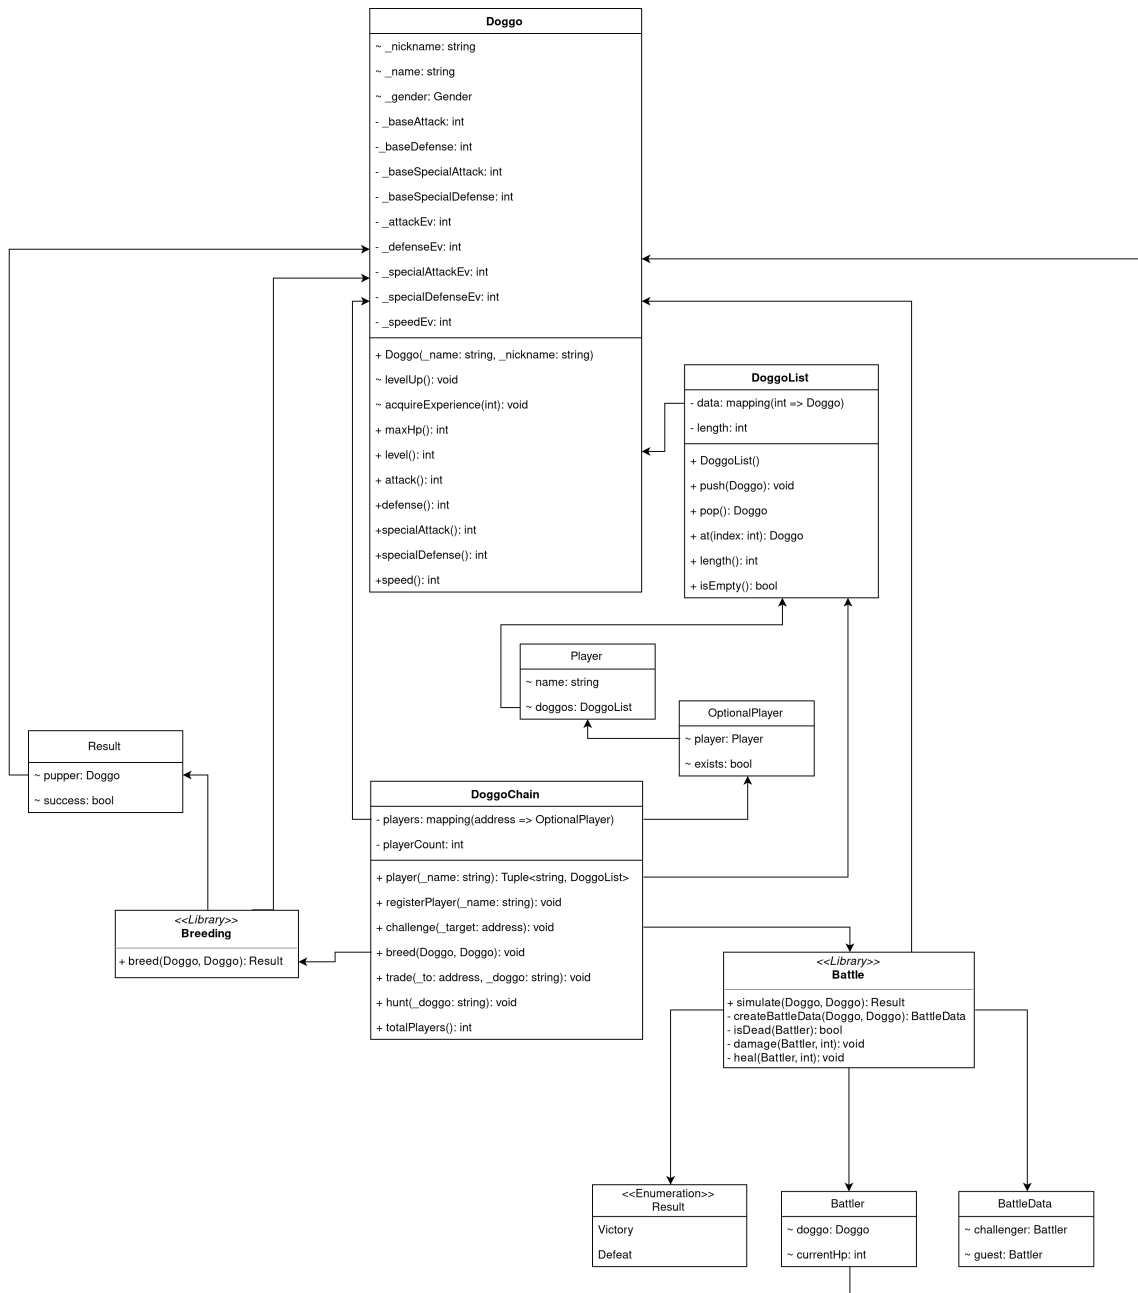 Doggo
~ _nickname: string
~ _name: string
~ _gender: Gender
- _baseAttack: int
-_baseDefense: int
- _baseSpecialAttack: int
- _baseSpecialDefense: int
- _attackEv: int
- _defenseEv: int
- _specialAttackEv: int
- _specialDefenseEv: int
- _speedEv: int
+ Doggo(_name: string, _nickname: string)
~ levelUp(): void
~ acquireExperience(int): void
+ maxHp(): int
+ level(): int
+ attack(): int
+defense(): int
+specialAttack(): int
+specialDefense(): int
+speed(): int
DoggoList
- data: mapping(int => Doggo)
- length: int
+ DoggoList()
+ push(Doggo): void
+ pop(): Doggo
+ at(index: int): Doggo
+ length(): int
+ isEmpty(): bool
Player
~ name: string
~ doggos: DoggoList
OptionalPlayer
~ player: Player
~ exists: bool
Result
~ pupper: Doggo
~ success: bool
DoggoChain
- players: mapping(address => OptionalPlayer)
- playerCount: int
+ player(_name: string): Tuple<string, DoggoList>
+ registerPlayer(_name: string): void
+ challenge(_target: address): void
+ breed(Doggo, Doggo): void
+ trade(_to: address, _doggo: string): void
+ hunt(_doggo: string): void
+ totalPlayers(): int
<<Library>>
Breeding
+ breed(Doggo, Doggo): Result
<<Library>>
Battle
+ simulate(Doggo, Doggo): Result
- createBattleData(Doggo, Doggo): BattleData
- isDead(Battler): bool
- damage(Battler, int): void
- heal(Battler, int): void
<<Enumeration>>
Result
Victory
Defeat
Battler
~ doggo: Doggo
~ currentHp: int
BattleData
~ challenger: Battler
~ guest: Battler